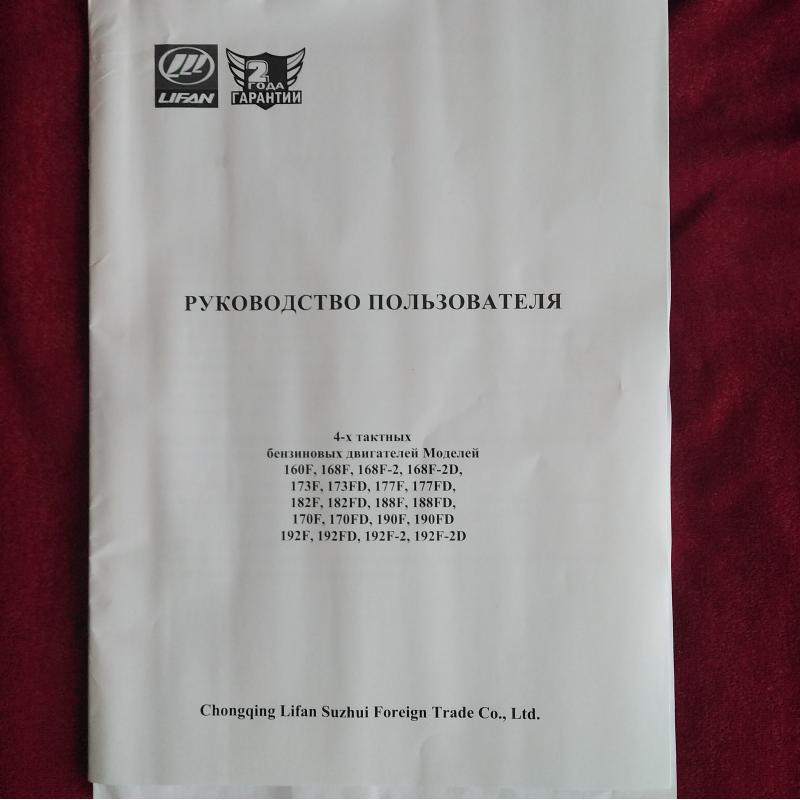 LIFAN
2 ГОДА
ГАРАНТИИ
РУКОВОДСТВО ПОЛЬЗОВАТЕЛЯ
4-х тактных
бензиновых двигателей Моделей
160F, 168F, 168F-2, 168F-2D,
173F, 173FD, 177F, 177FD,
182F, 182FD, 188F, 188FD,
170F, 170FD, 190F, 190FD
192F, 192FD, 192F-2, 192F-2D
Chongqing Lifan Suzhui Foreign Trade Co., Ltd.